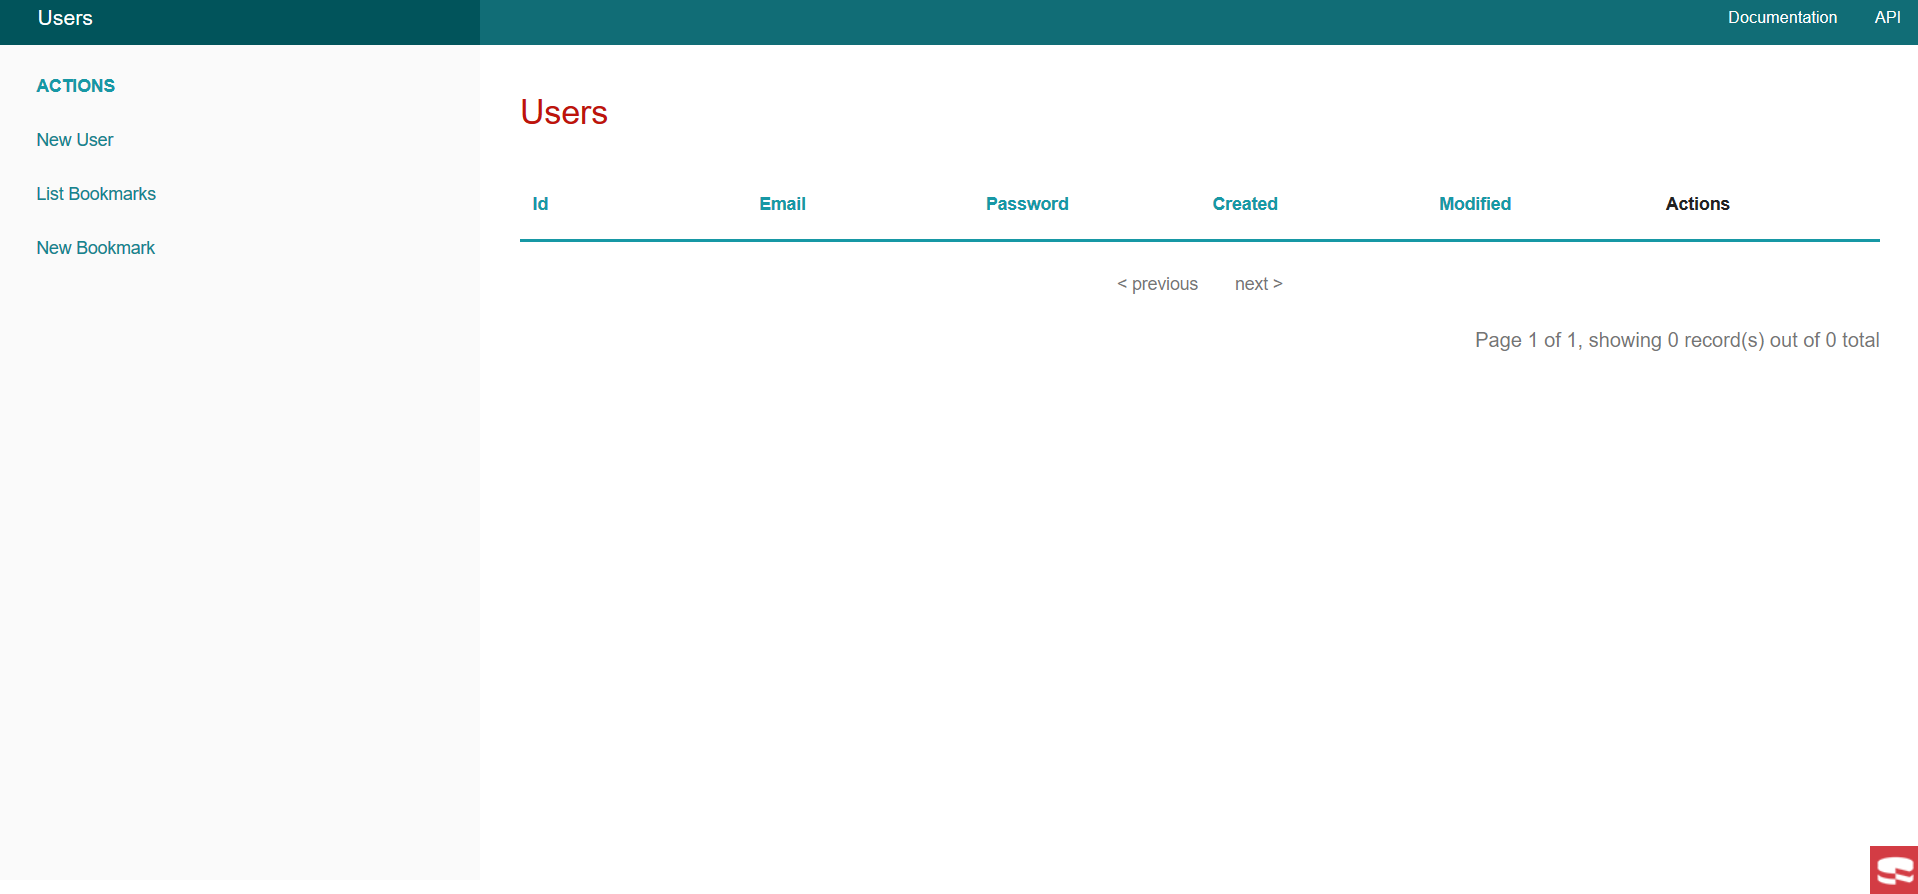 Users
Documentation API
ACTIONS
New User
List Bookmarks
New Bookmark
Users
Id Email Password Created Modified Actions
< previous next >
Page 1 of 1, showing 0 record(s) out of 0 total